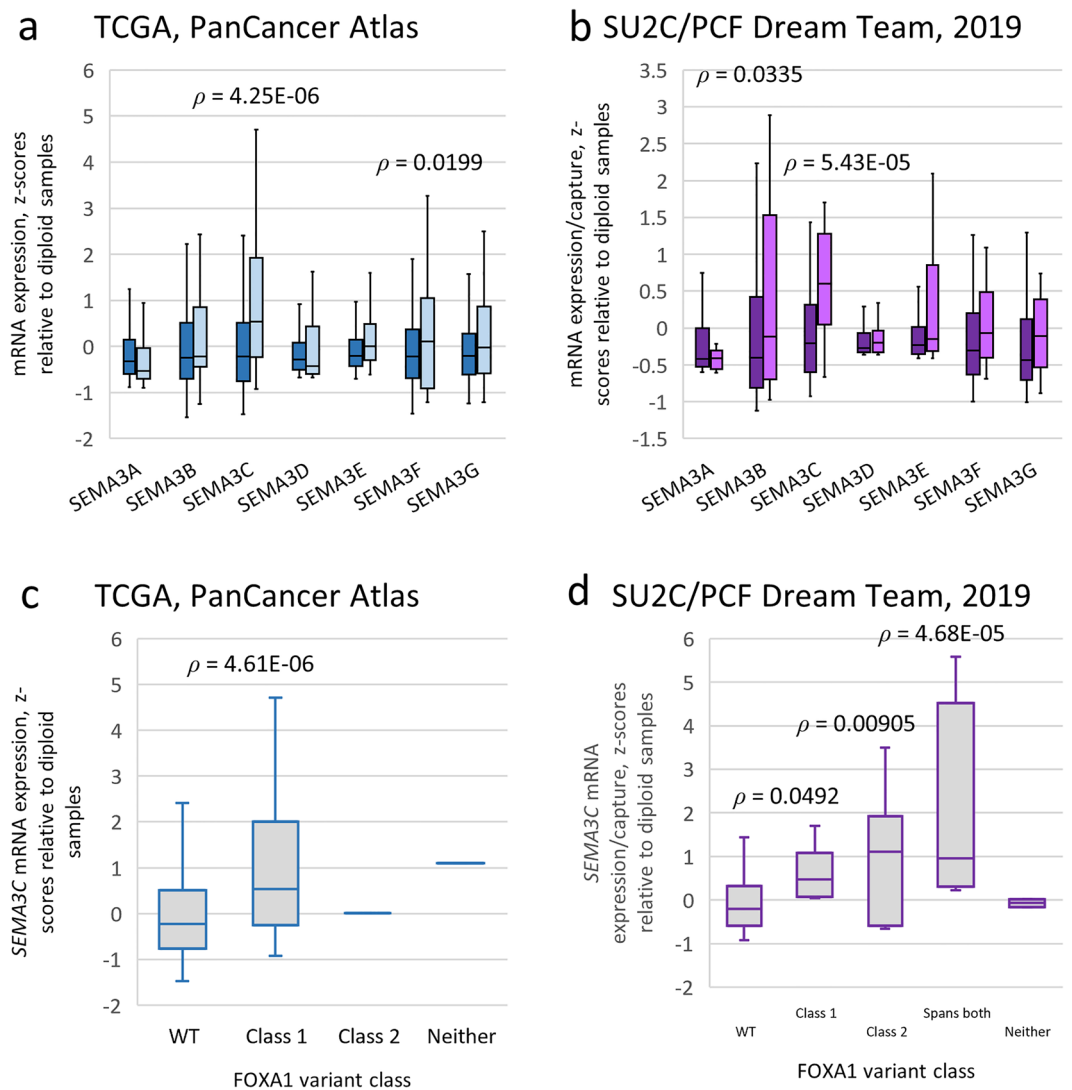 a TCGA, PanCancer Atlas
mRNA expression, z-scores
relative to diploid samples
6
5
4
3
2
1
0
-1
-2
ρ = 4.25E-06
ρ = 0.0199
SEMA3A
SEMA3B
SEMA3C
SEMA3D
SEMA3E
SEMA3F
SEMA3G
b SU2C/PCF Dream Team, 2019
mRNA expression/capture, z-
scores relative to diploid samples
3.5
3
2.5
2
1.5
1
0.5
0
-0.5
-1
-1.5
ρ = 0.0335
ρ = 5.43E-05
SEMA3A
SEMA3B
SEMA3C
SEMA3D
SEMA3E
SEMA3F
SEMA3G
c TCGA, PanCancer Atlas
SEMA3C mRNA expression, z-
scores relative to diploid
samples
6
5
4
3
2
1
0
-1
-2
ρ = 4.61E-06
WT
Class 1
Class 2
Neither
FOXA1 variant class
d SU2C/PCF Dream Team, 2019
SEMA3C mRNA
expression/capture, z-scores
relative to diploid samples
6
5
4
3
2
1
0
-1
-2
ρ = 4.68E-05
ρ = 0.00905
ρ = 0.0492
WT
Class 1
Class 2
Spans both
Neither
FOXA1 variant class